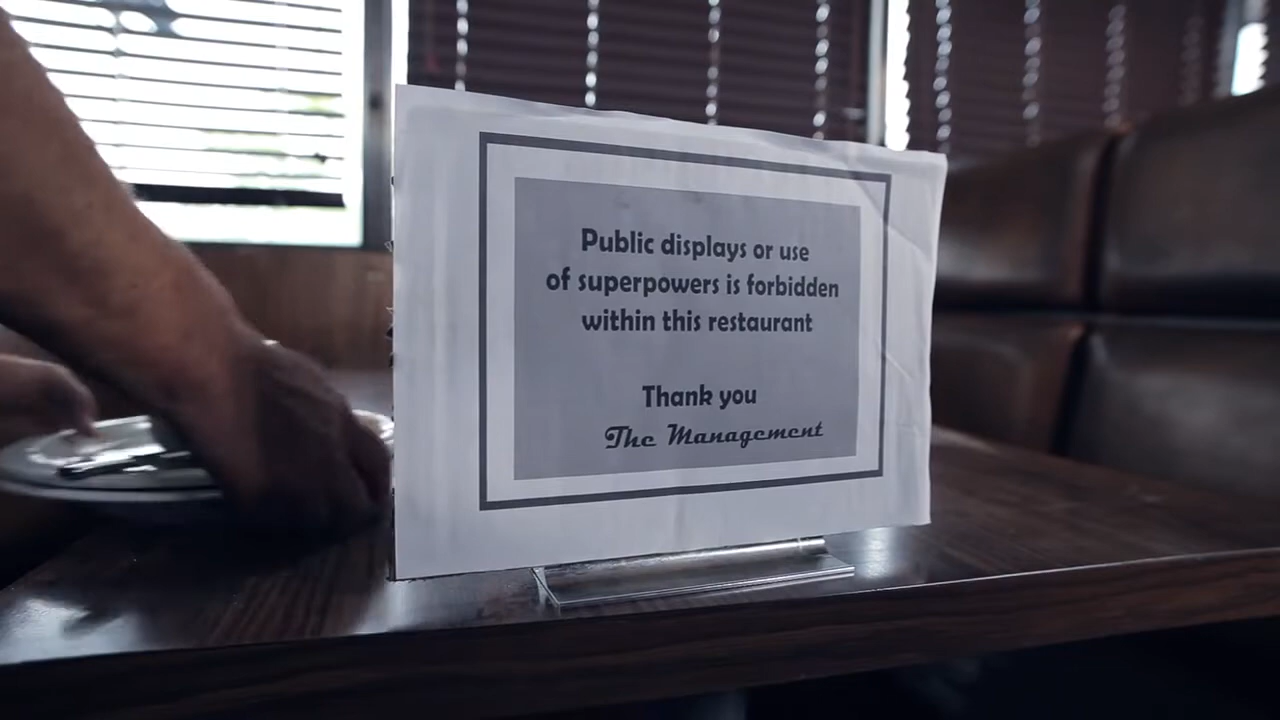 Public displays or use
of superpowers is forbidden
within this restaurant
Thank you
The Management